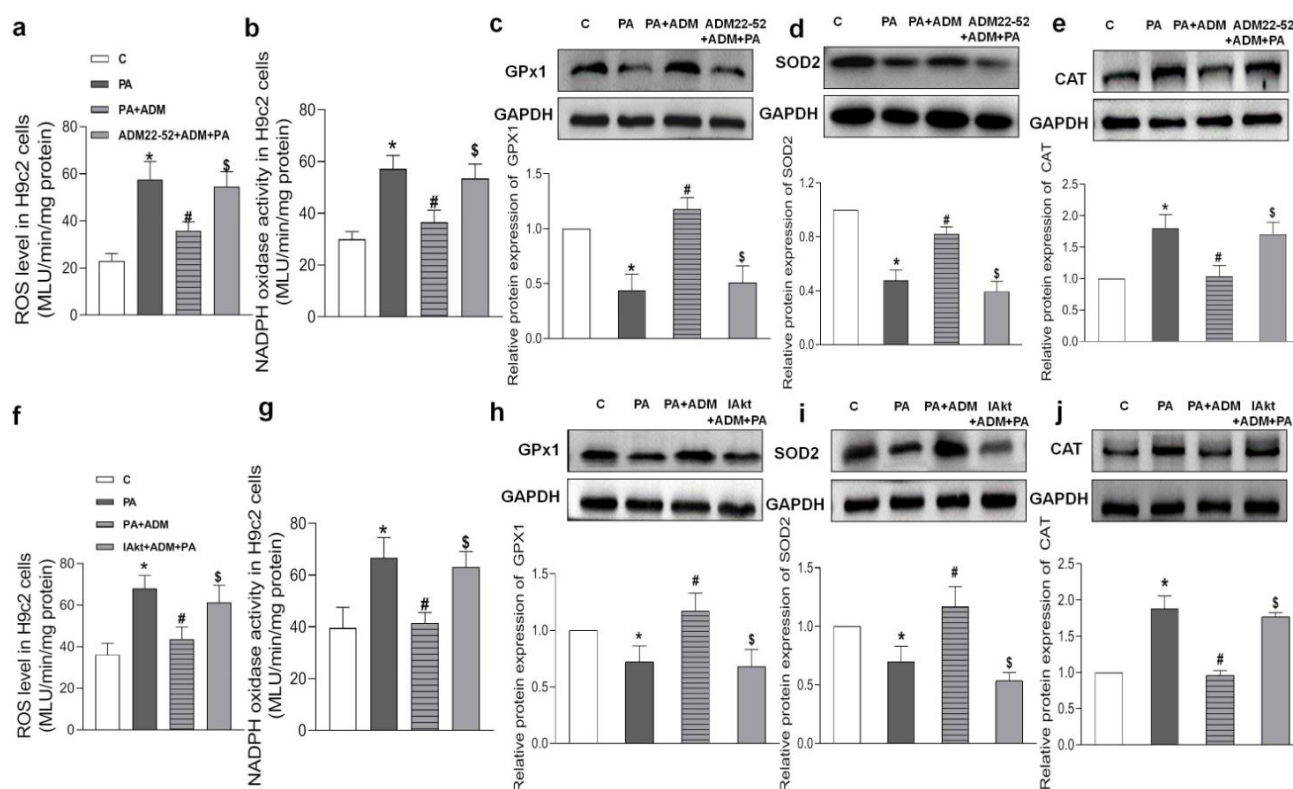 a
C
PA
PA+ADM
ADM22-52+ADM+PA
ROS level in H9c2 cells
(MLU/min/mg protein)
80
60
40
20
0
*
#
$
b
NADPH oxidase activity in H9c2 cells
(MLU/min/mg protein)
80
60
40
20
0
*
#
$
c
C PA PA+ADM ADM22-52
+ADM+PA
GPx1
GAPDH
Relative protein expression of GPX1
1.5
1.0
0.5
0.0
*
#
$
d
C PA PA+ADM ADM22-52
+ADM+PA
SOD2
GAPDH
Relative protein expression of SOD2
1.2
0.8
0.4
0.0
*
#
$
e
C PA PA+ADM ADM22-52
+ADM+PA
CAT
GAPDH
Relative protein expression of CAT
2.5
2.0
1.5
1.0
0.5
0.0
*
#
$
f
C
PA
PA+ADM
IAkt+ADM+PA
ROS level in H9c2 cells
(MLU/min/mg protein)
80
60
40
20
0
*
#
$
g
NADPH oxidase activity in H9c2 cells
(MLU/min/mg protein)
80
60
40
20
0
*
#
$
h
C PA PA+ADM IAkt
+ADM+PA
GPx1
GAPDH
Relative protein expression of GPX1
1.5
1.0
0.5
0.0
*
#
$
i
C PA PA+ADM IAkt
+ADM+PA
SOD2
GAPDH
Relative protein expression of SOD2
1.5
1.0
0.5
0.0
*
#
$
j
C PA PA+ADM IAkt
+ADM+PA
CAT
GAPDH
Relative protein expression of CAT
2.5
2.0
1.5
1.0
0.5
0.0
*
#
$